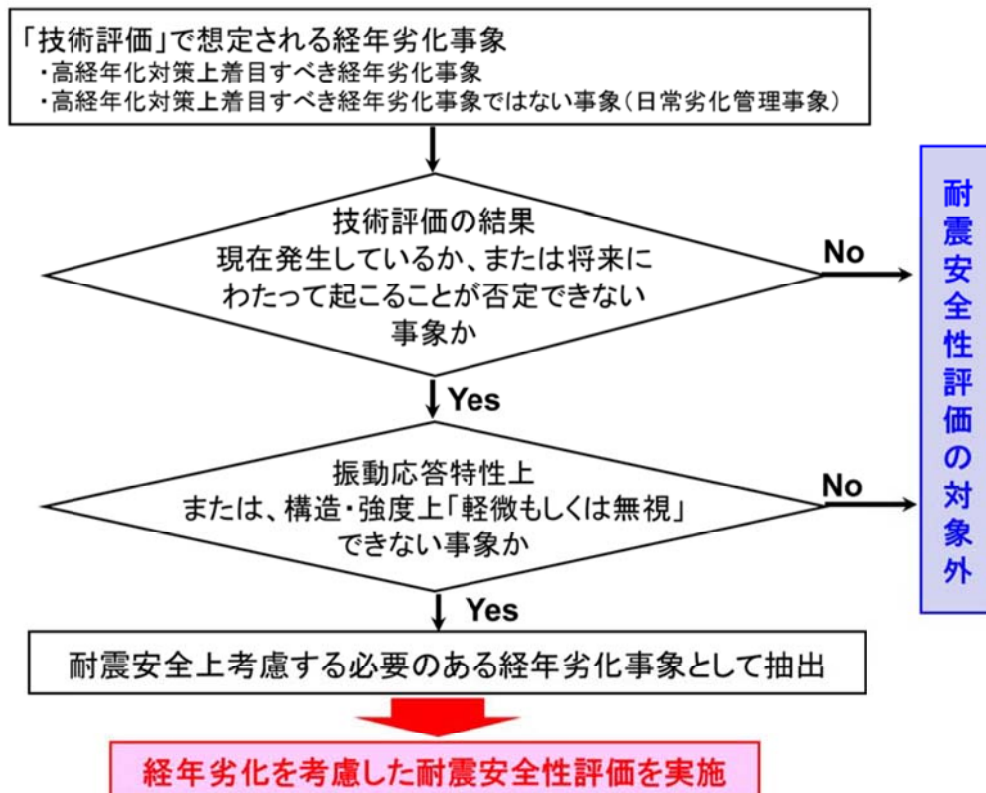 「技術評価」で想定される経年劣化事象
・高経年化対策上着目すべき経年劣化事象
・高経年化対策上着目すべき経年劣化事象ではない事象(日常劣化管理事象)
技術評価の結果
現在発生しているか、または将来に
わたって起こることが否定できない
事象か
No
Yes
振動応答特性上
または、構造・強度上「軽微もしくは無視」
できない事象か
No
Yes
耐震安全上考慮する必要のある経年劣化事象として抽出
経年劣化を考慮した耐震安全性評価を実施
耐震安全性評価の対象外